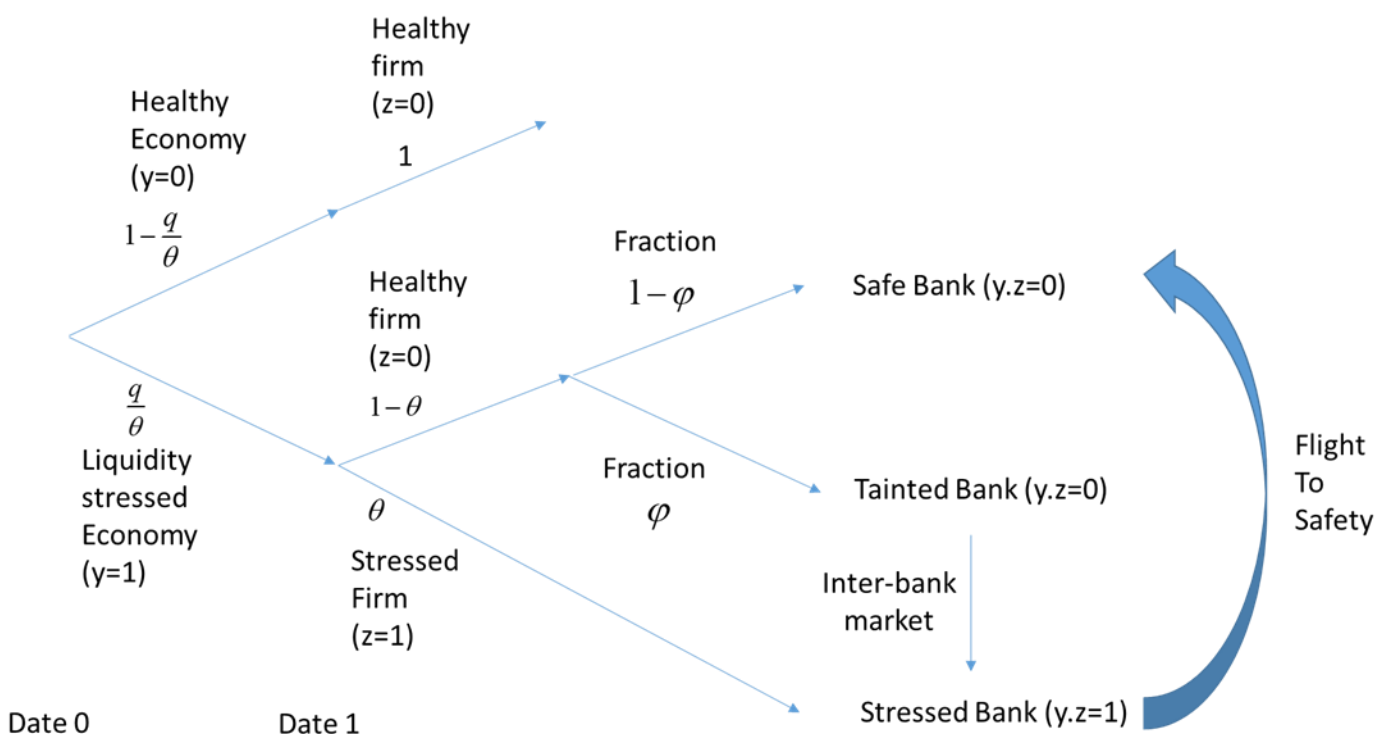 Healthy
firm
(z=0)
1
Healthy
Economy
(y=0)
1 − q/θ
q/θ
Liquidity
stressed
Economy
(y=1)
Healthy
firm
(z=0)
1−θ
θ
Stressed
Firm
(z=1)
Fraction
1−φ
Fraction
φ
Safe Bank (y.z=0)
Tainted Bank (y.z=0)
Inter-bank
market
Stressed Bank (y.z=1)
Flight
To
Safety
Date 0
Date 1